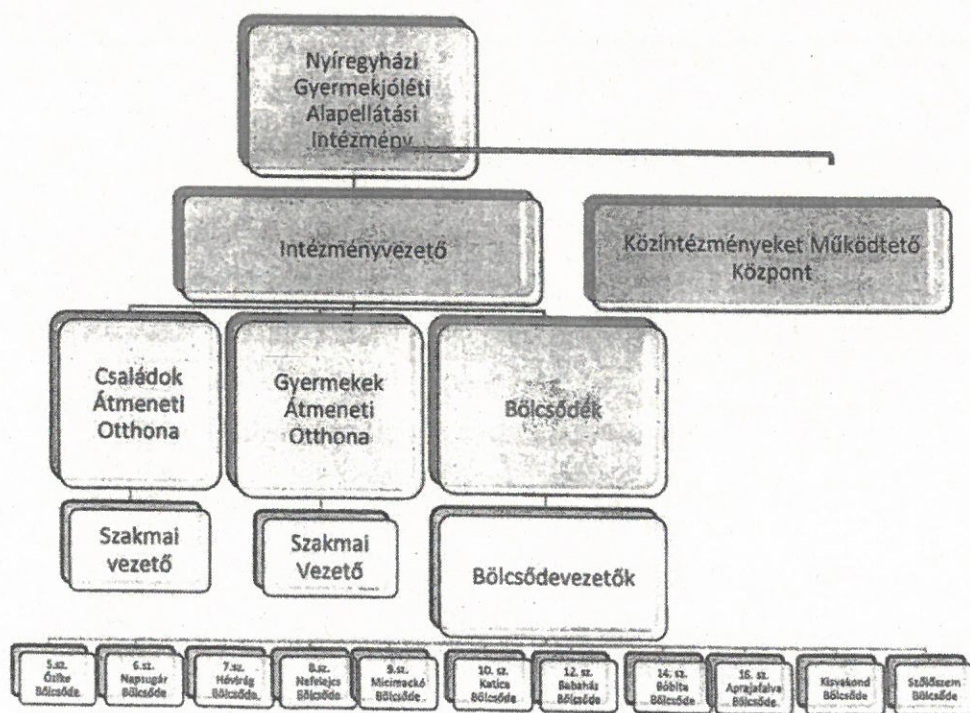 Nyíregyházi
Gyermekjóléti
Alapellátási
Intézmény
Intézményvezető
Közintézményeket Működtető
Központ
Családok
Átmeneti
Otthona
Gyermekek
Átmeneti
Otthona
Bölcsődék
Szakmai
vezető
Szakmai
Vezető
Bölcsődevezetők
5.sz.
Őzike
Bölcsőde
6.sz.
Napsugár
Bölcsőde
7.sz.
Hóvirág
Bölcsőde
8.sz.
Nefelejcs
Bölcsőde
9.sz.
Micimackó
Bölcsőde
10. sz.
Katica
Bölcsőde
12. sz.
Babaház
Bölcsőde
14. sz.
Bóbita
Bölcsőde
16. sz.
Aprajafalva
Bölcsőde
Kisvakond
Bölcsőde
Szőlőszem
Bölcsőde